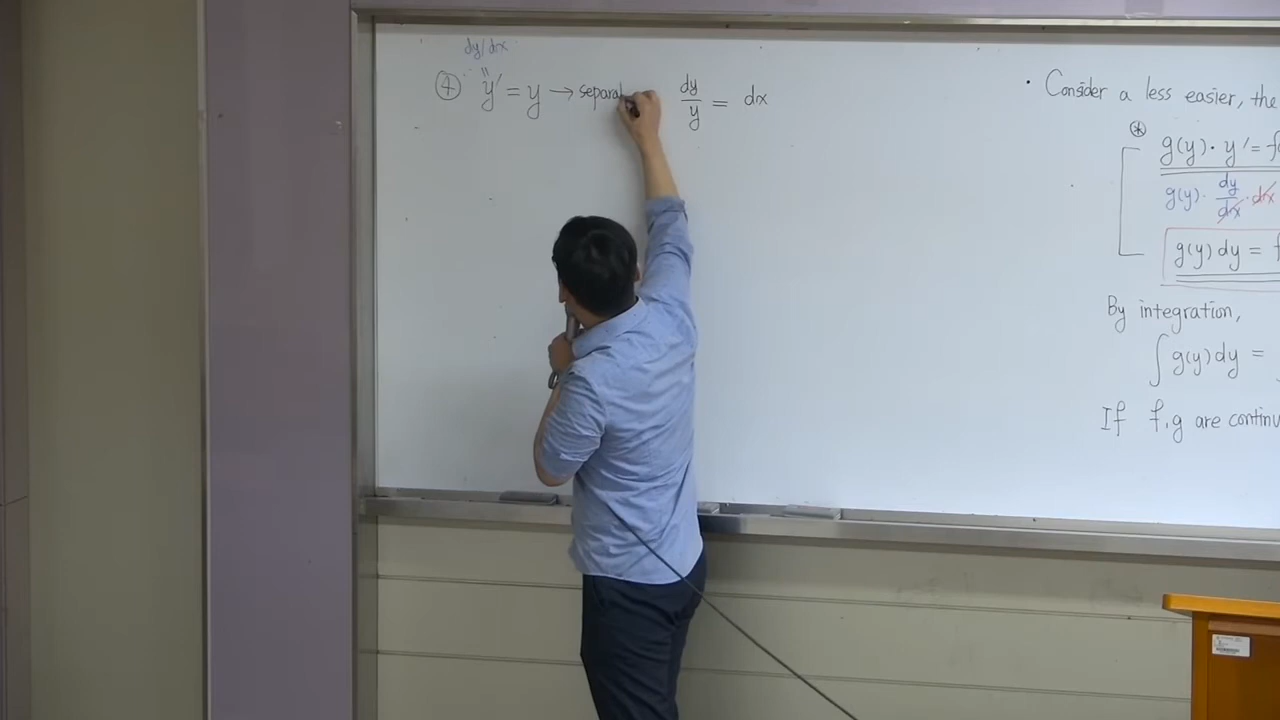 dy/dx
④ y' = y → separa dy/y = dx
• Consider a less easier, the
⊛
g(y) · y' = f
g(y) · dy/dx · dx
g(y) dy = f
By integration,
∫ g(y) dy =
If f, g are continu